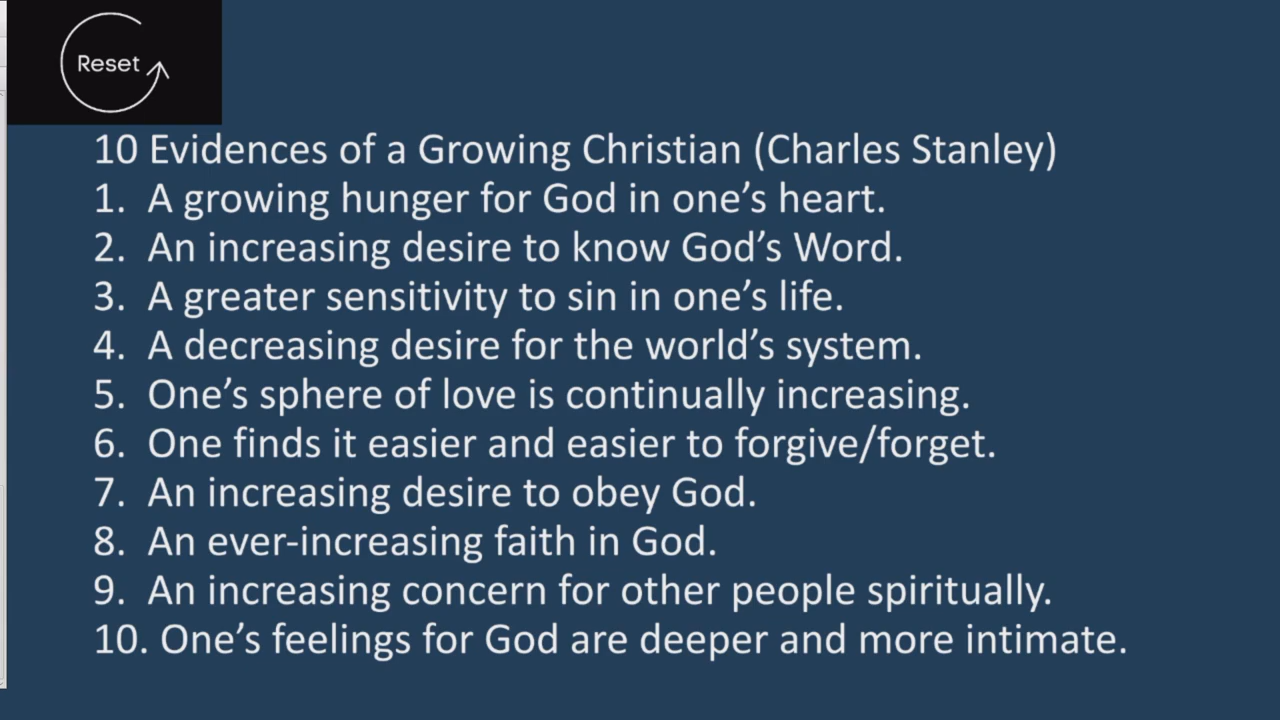 Reset
10 Evidences of a Growing Christian (Charles Stanley)
1. A growing hunger for God in one’s heart.
2. An increasing desire to know God’s Word.
3. A greater sensitivity to sin in one’s life.
4. A decreasing desire for the world’s system.
5. One’s sphere of love is continually increasing.
6. One finds it easier and easier to forgive/forget.
7. An increasing desire to obey God.
8. An ever-increasing faith in God.
9. An increasing concern for other people spiritually.
10. One’s feelings for God are deeper and more intimate.